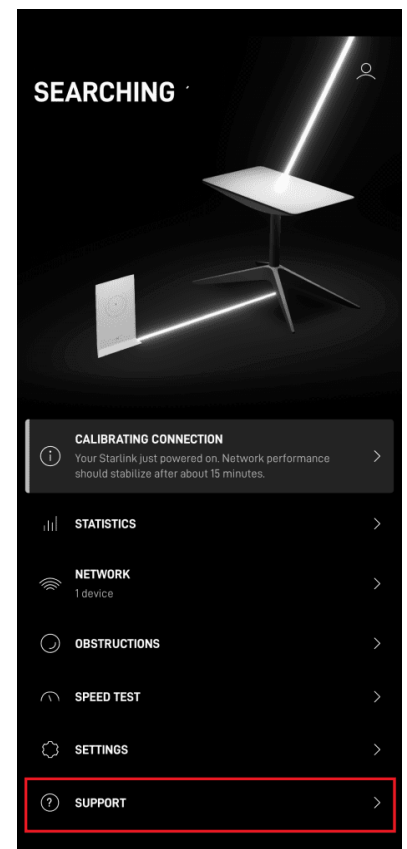 SEARCHING
CALIBRATING CONNECTION
Your Starlink just powered on. Network performance
should stabilize after about 15 minutes.
STATISTICS
NETWORK
1 device
OBSTRUCTIONS
SPEED TEST
SETTINGS
SUPPORT